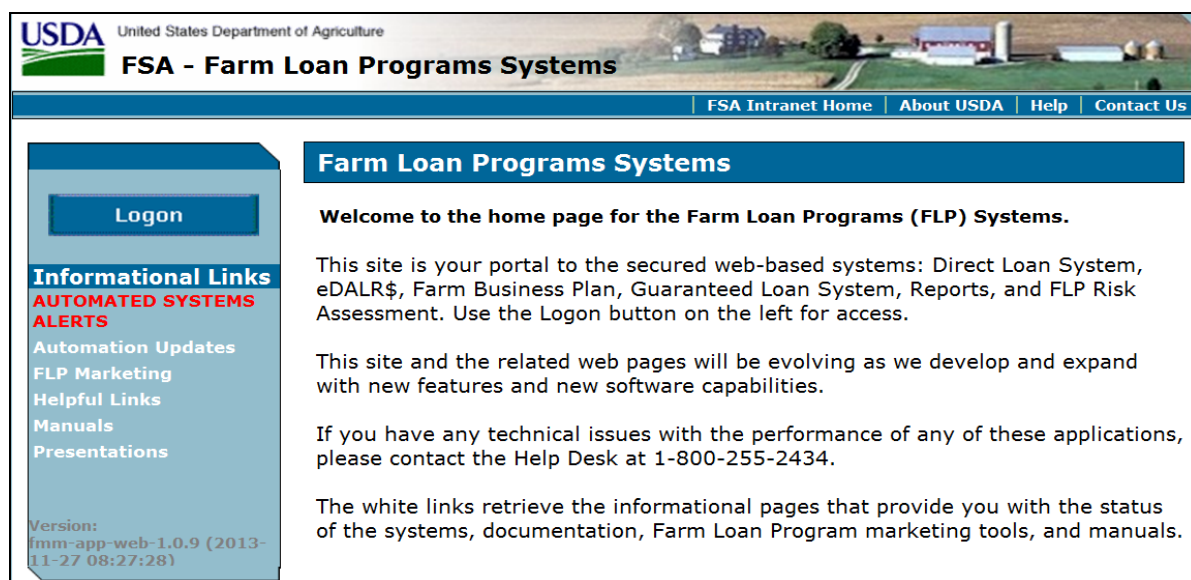 USDA
United States Department of Agriculture
FSA - Farm Loan Programs Systems
FSA Intranet Home | About USDA | Help | Contact Us
Logon
Informational Links
AUTOMATED SYSTEMS
ALERTS
Automation Updates
FLP Marketing
Helpful Links
Manuals
Presentations
Version:
fmm-app-web-1.0.9 (2013-
11-27 08:27:28)
Farm Loan Programs Systems
Welcome to the home page for the Farm Loan Programs (FLP) Systems.
This site is your portal to the secured web-based systems: Direct Loan System,
eDALR$, Farm Business Plan, Guaranteed Loan System, Reports, and FLP Risk
Assessment. Use the Logon button on the left for access.
This site and the related web pages will be evolving as we develop and expand
with new features and new software capabilities.
If you have any technical issues with the performance of any of these applications,
please contact the Help Desk at 1-800-255-2434.
The white links retrieve the informational pages that provide you with the status
of the systems, documentation, Farm Loan Program marketing tools, and manuals.